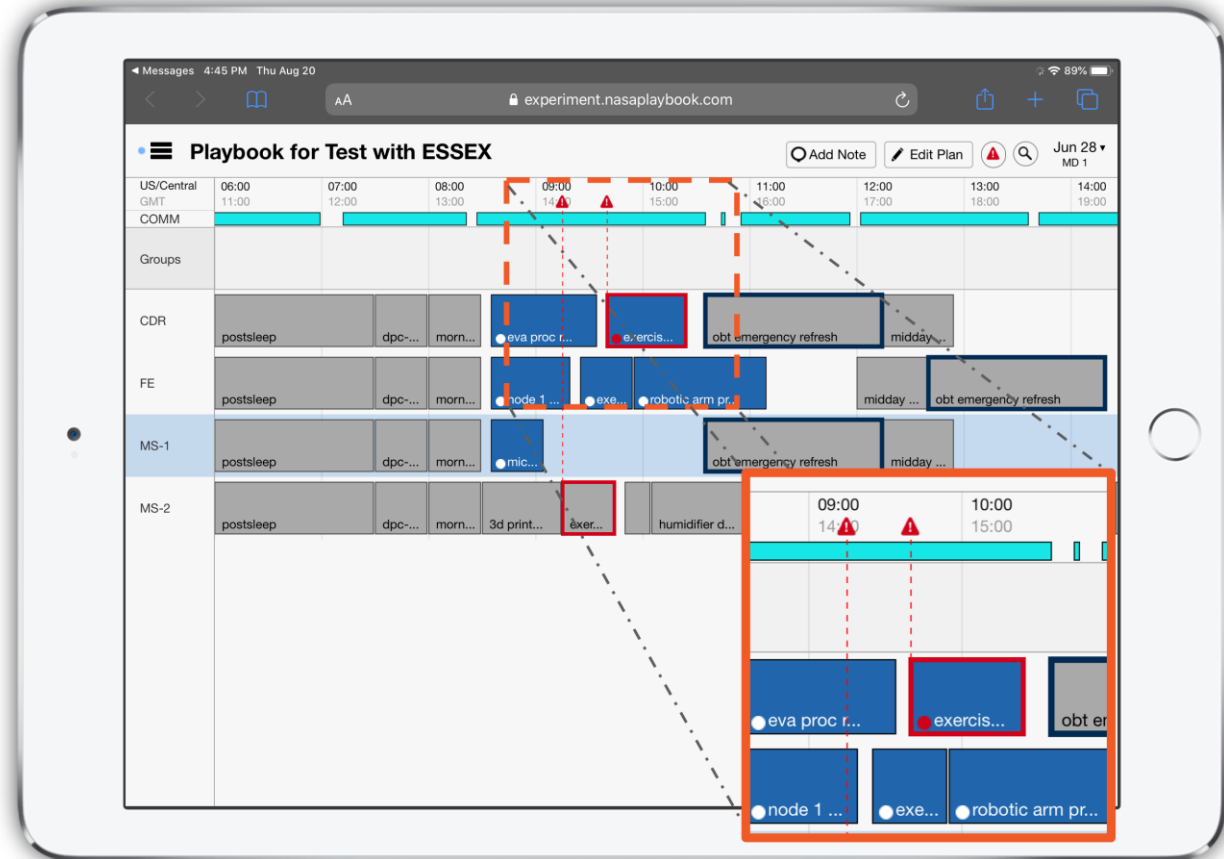 ◀ Messages 4:45 PM Thu Aug 20 89%
AA experiment.nasaplaybook.com
Playbook for Test with ESSEX Add Note Edit Plan Jun 28 ▾
MD 1
US/Central 06:00 07:00 08:00 09:00 10:00 11:00 12:00 13:00 14:00
GMT 11:00 12:00 13:00 14:00 15:00 16:00 17:00 18:00 19:00
COMM
Groups
CDR
postsleep dpc-... morn... eva proc r... exercis... obt emergency refresh midday ...
FE
postsleep dpc-... morn... node 1 ... exe... robotic arm pr... midday ... obt emergency refresh
MS-1
postsleep dpc-... morn... mic... obt emergency refresh midday ...
MS-2
postsleep dpc-... morn... 3d print... exer... humidifier d...
09:00 10:00
14:00 15:00
eva proc r... exercis... obt er
node 1 ... exe... robotic arm pr...